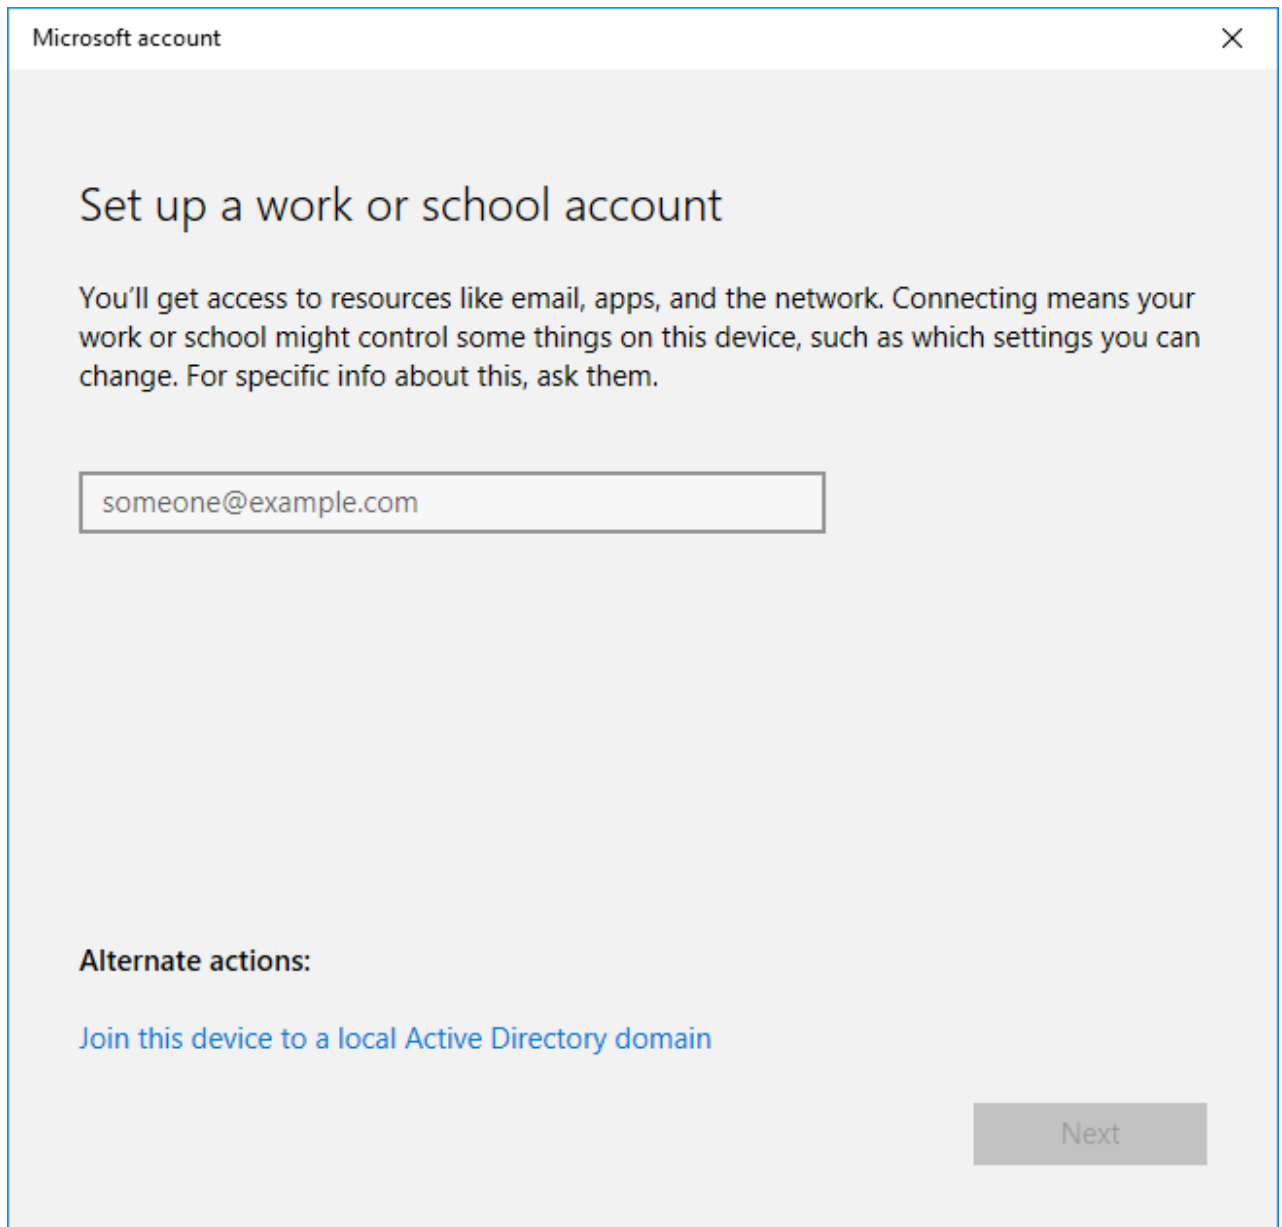 Microsoft account
Set up a work or school account
You’ll get access to resources like email, apps, and the network. Connecting means your
work or school might control some things on this device, such as which settings you can
change. For specific info about this, ask them.
someone@example.com
Alternate actions:
Join this device to a local Active Directory domain
Next